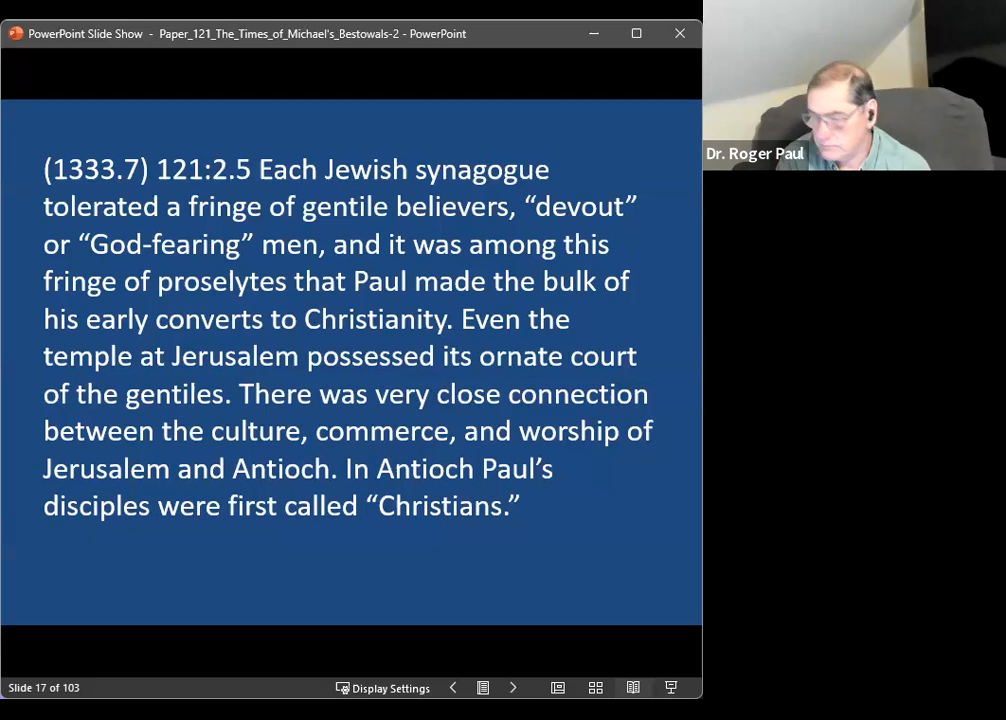 PowerPoint Slide Show - Paper_121_The_Times_of_Michael's_Bestowals-2 - PowerPoint
Dr. Roger Paul
(1333.7) 121:2.5 Each Jewish synagogue
tolerated a fringe of gentile believers, “devout”
or “God-fearing” men, and it was among this
fringe of proselytes that Paul made the bulk of
his early converts to Christianity. Even the
temple at Jerusalem possessed its ornate court
of the gentiles. There was very close connection
between the culture, commerce, and worship of
Jerusalem and Antioch. In Antioch Paul’s
disciples were first called “Christians.”
Slide 17 of 103
Display Settings